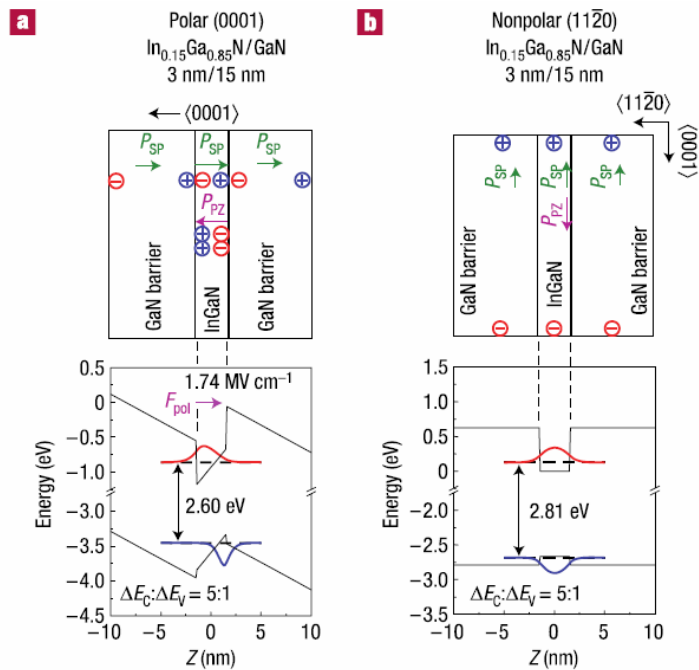 a
Polar (0001)
In0.15Ga0.85N/GaN
3 nm/15 nm
⟨0001⟩
PSP
PSP
PSP
− + − + − +
PPZ
+ −
+ −
GaN barrier
InGaN
GaN barrier
0.5
0
−0.5
−1.0
−3.0
−3.5
−4.0
−4.5
Energy (eV)
1.74 MV cm−1
Fpol
2.60 eV
ΔEC:ΔEV = 5:1
−10
−5
0
5
10
Z (nm)
b
Nonpolar (112̄0)
In0.15Ga0.85N/GaN
3 nm/15 nm
⟨112̄0⟩
⟨0001⟩
+ + +
PSP
PSP
PSP
PPZ
GaN barrier
InGaN
GaN barrier
− − −
1.5
1.0
0.5
0
−0.5
−2.0
−2.5
−3.0
−3.5
Energy (eV)
2.81 eV
ΔEC:ΔEV = 5:1
−10
−5
0
5
10
Z (nm)